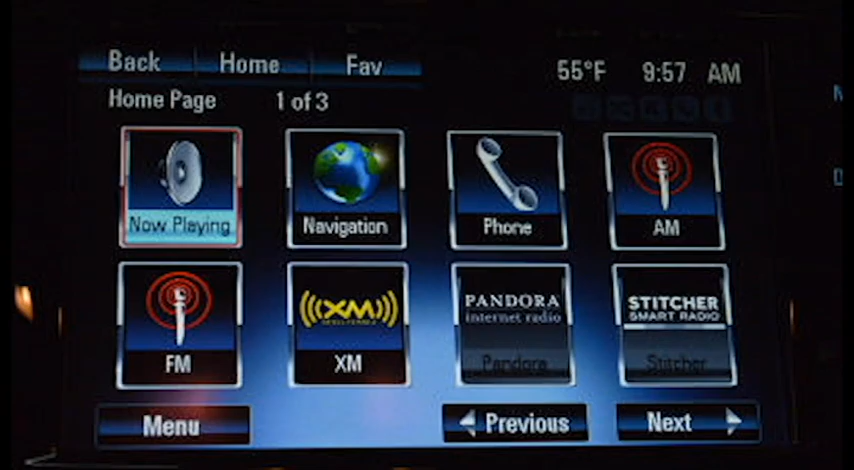 Back Home Fav 55°F 9:57 AM
Home Page 1 of 3
Now Playing Navigation Phone AM
XM
PANDORA internet radio STITCHER SMART RADIO
FM XM Pandora Stitcher
Menu Previous Next